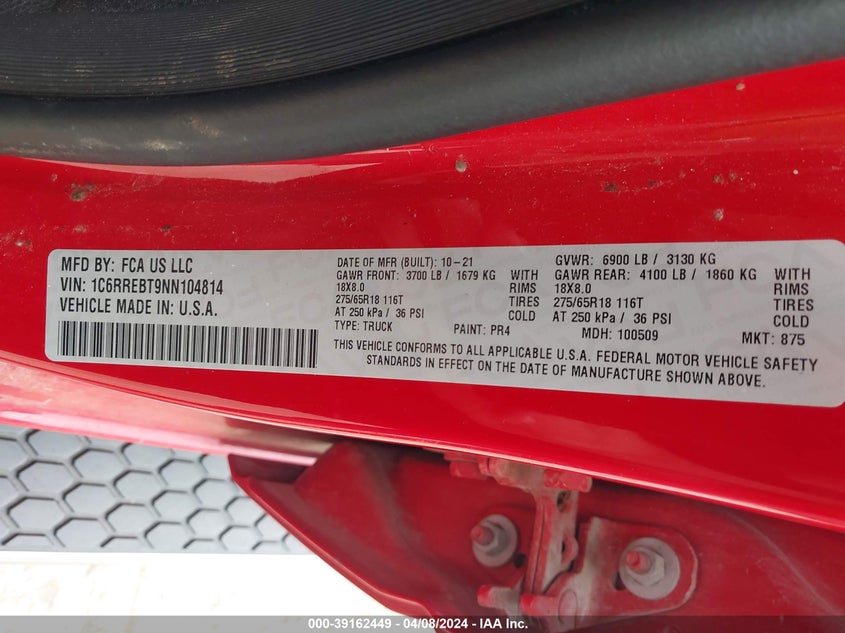 MFD BY: FCA US LLC
VIN: 1C6RREBT9NN104814
VEHICLE MADE IN: U.S.A.
DATE OF MFR (BUILT): 10-21 GVWR: 6900 LB / 3130 KG
GAWR FRONT: 3700 LB / 1679 KG WITH GAWR REAR: 4100 LB / 1860 KG WITH
18X8.0 RIMS 18X8.0 RIMS
275/65R18 116T TIRES 275/65R18 116T TIRES
AT 250 kPa / 36 PSI COLD AT 250 kPa / 36 PSI COLD
TYPE: TRUCK PAINT: PR4 MDH: 100509 MKT: 875
THIS VEHICLE CONFORMS TO ALL APPLICABLE U.S.A. FEDERAL MOTOR VEHICLE SAFETY
STANDARDS IN EFFECT ON THE DATE OF MANUFACTURE SHOWN ABOVE.
000-39162449 - 04/08/2024 - IAA Inc.